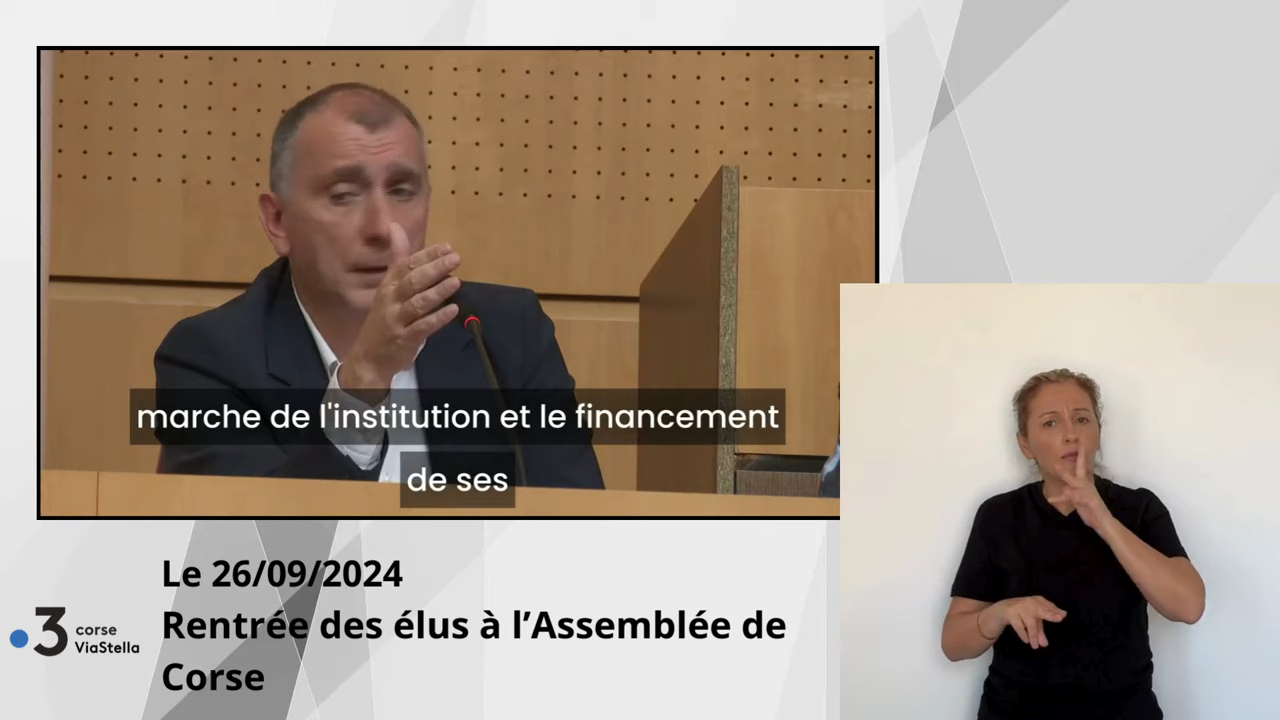 marche de l'institution et le financement
de ses
Le 26/09/2024
Rentrée des élus à l’Assemblée de
Corse
3 corse
ViaStella